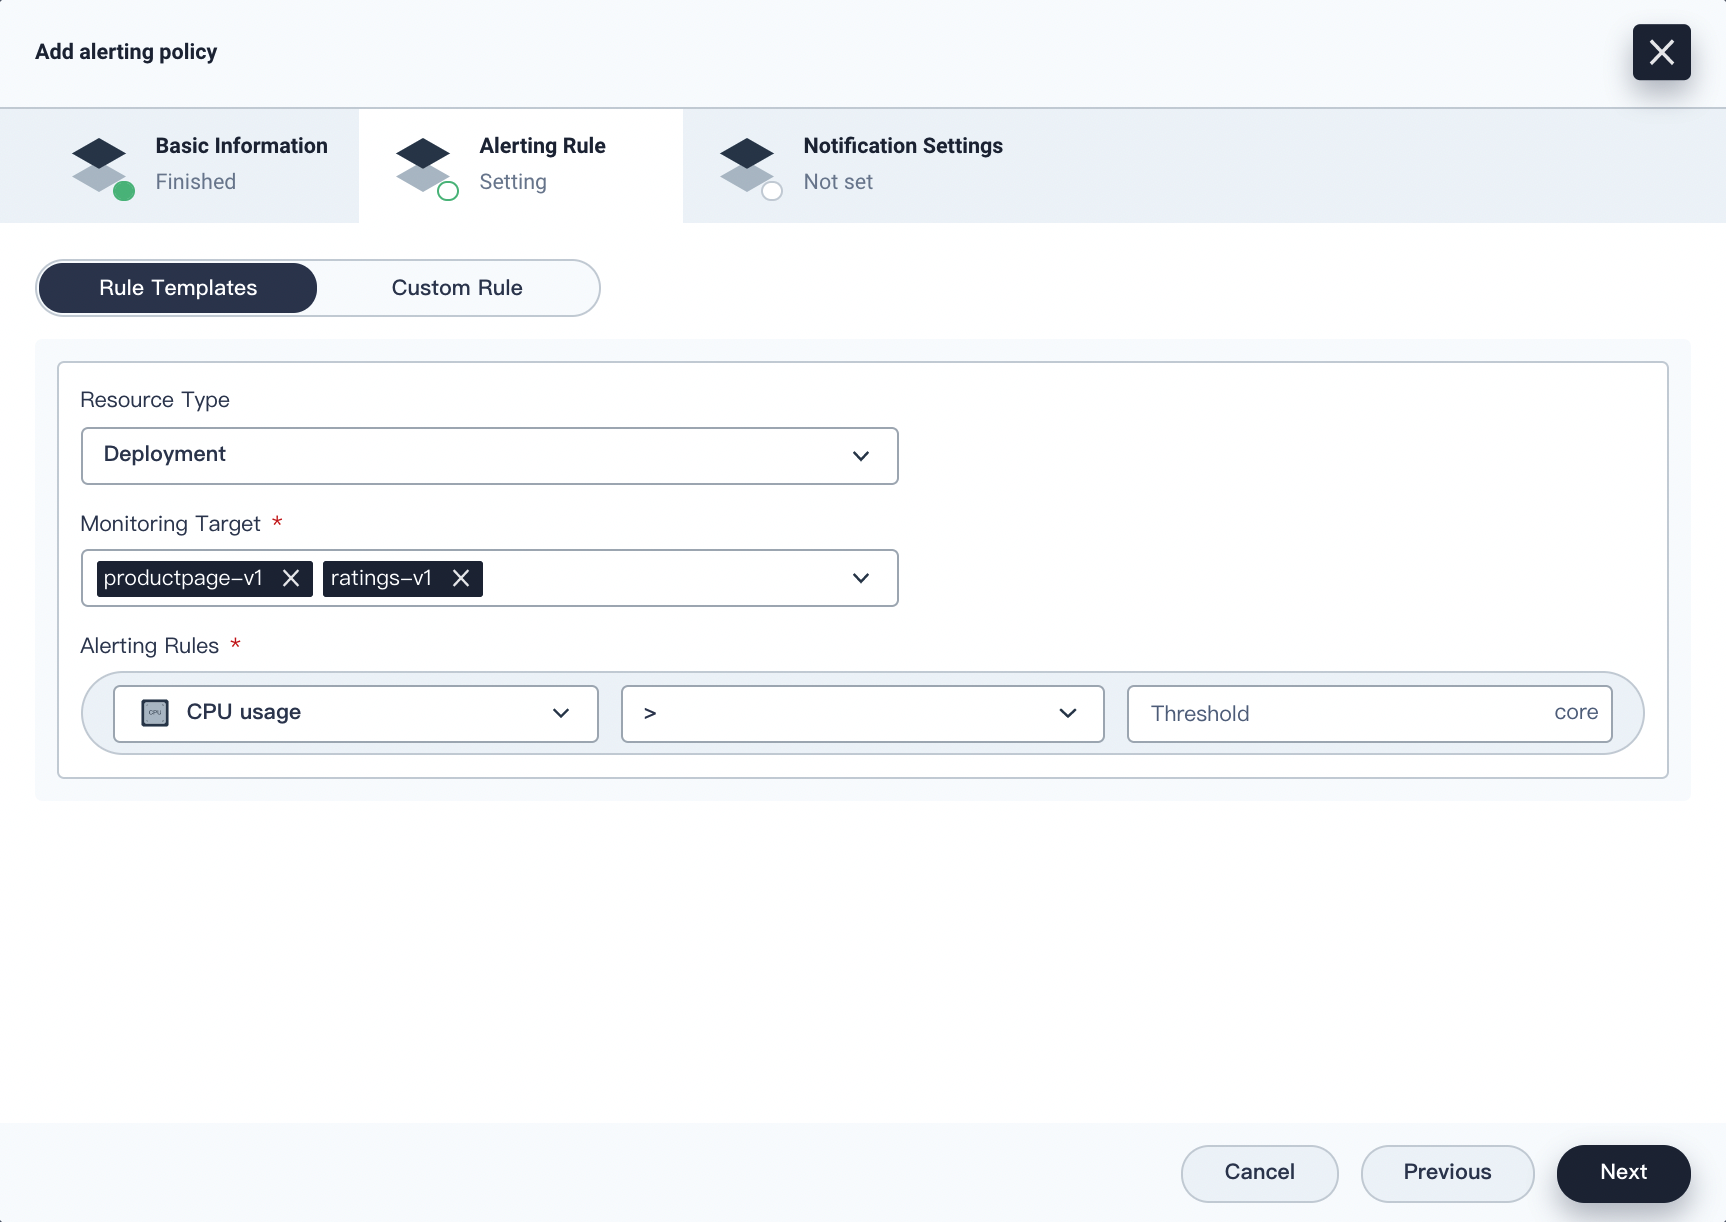 Add alerting policy
Basic Information
Finished
Alerting Rule
Setting
Notification Settings
Not set
Rule Templates
Custom Rule
Resource Type
Deployment
Monitoring Target *
productpage-v1
ratings-v1
Alerting Rules *
CPU
CPU usage
>
Threshold
core
Cancel
Previous
Next